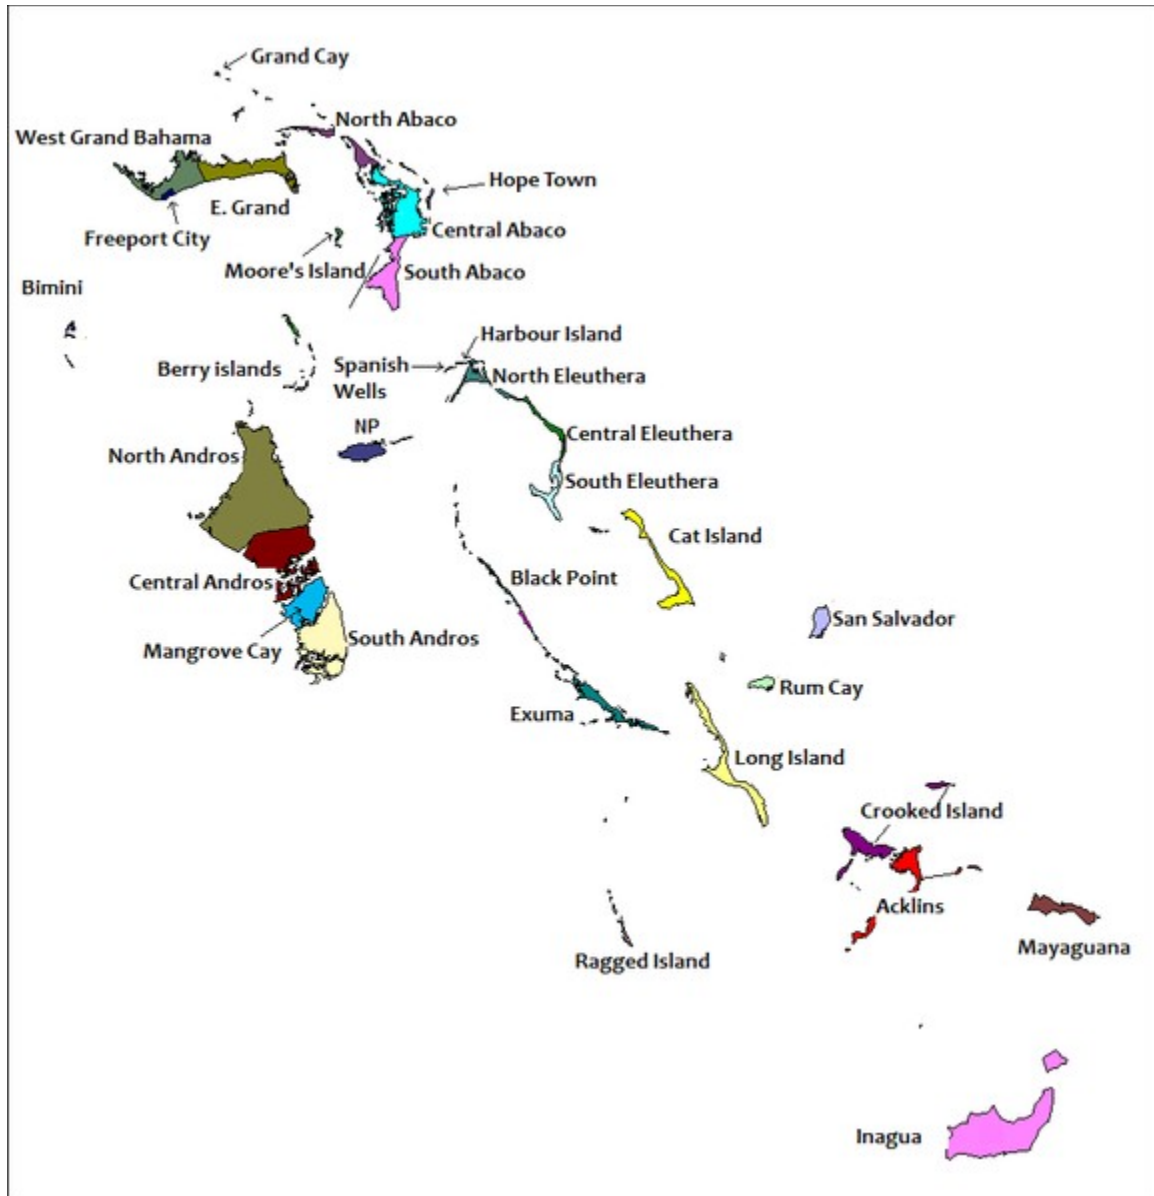 Grand Cay
North Abaco
West Grand Bahama
Hope Town
E. Grand
Freeport City
Central Abaco
Moore's Island
South Abaco
Bimini
Harbour Island
Spanish
Wells
Berry islands
North Eleuthera
NP
Central Eleuthera
North Andros
South Eleuthera
Cat Island
Black Point
Central Andros
San Salvador
South Andros
Mangrove Cay
Rum Cay
Exuma
Long Island
Crooked Island
Acklins
Mayaguana
Ragged Island
Inagua